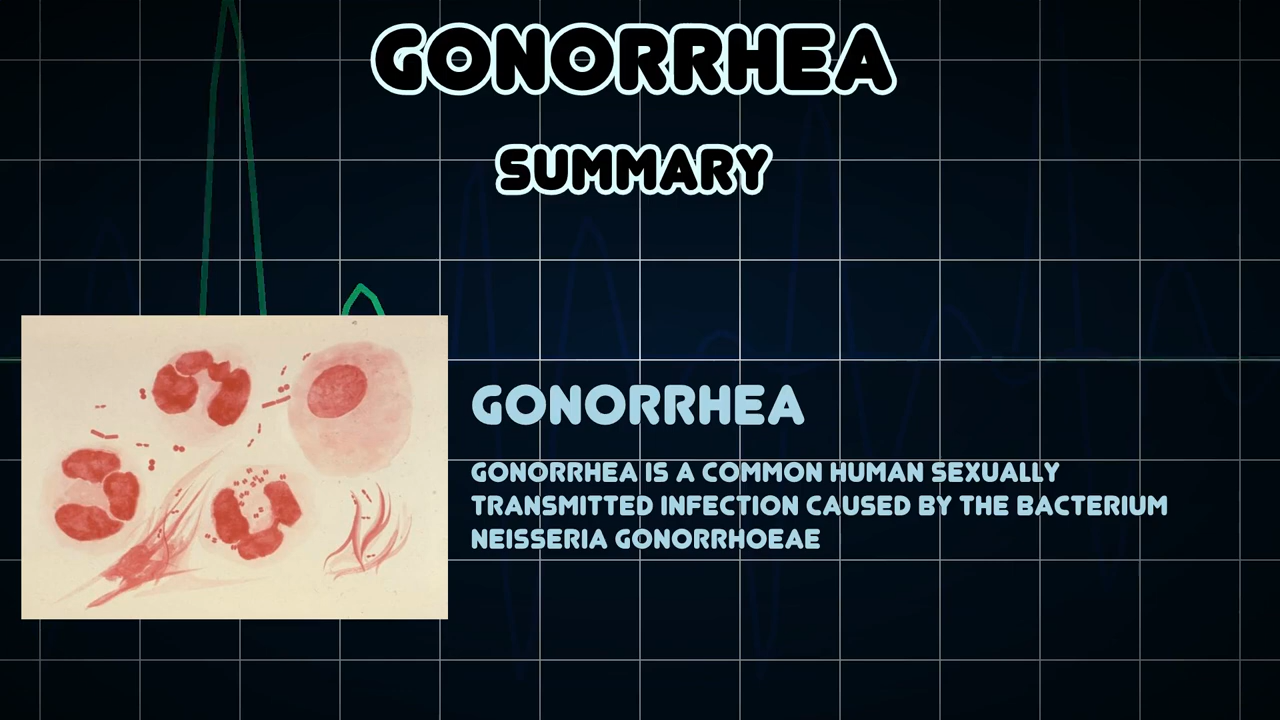 GONORRHEA
SUMMARY
GONORRHEA
GONORRHEA IS A COMMON HUMAN SEXUALLY
TRANSMITTED INFECTION CAUSED BY THE BACTERIUM
NEISSERIA GONORRHOEAE